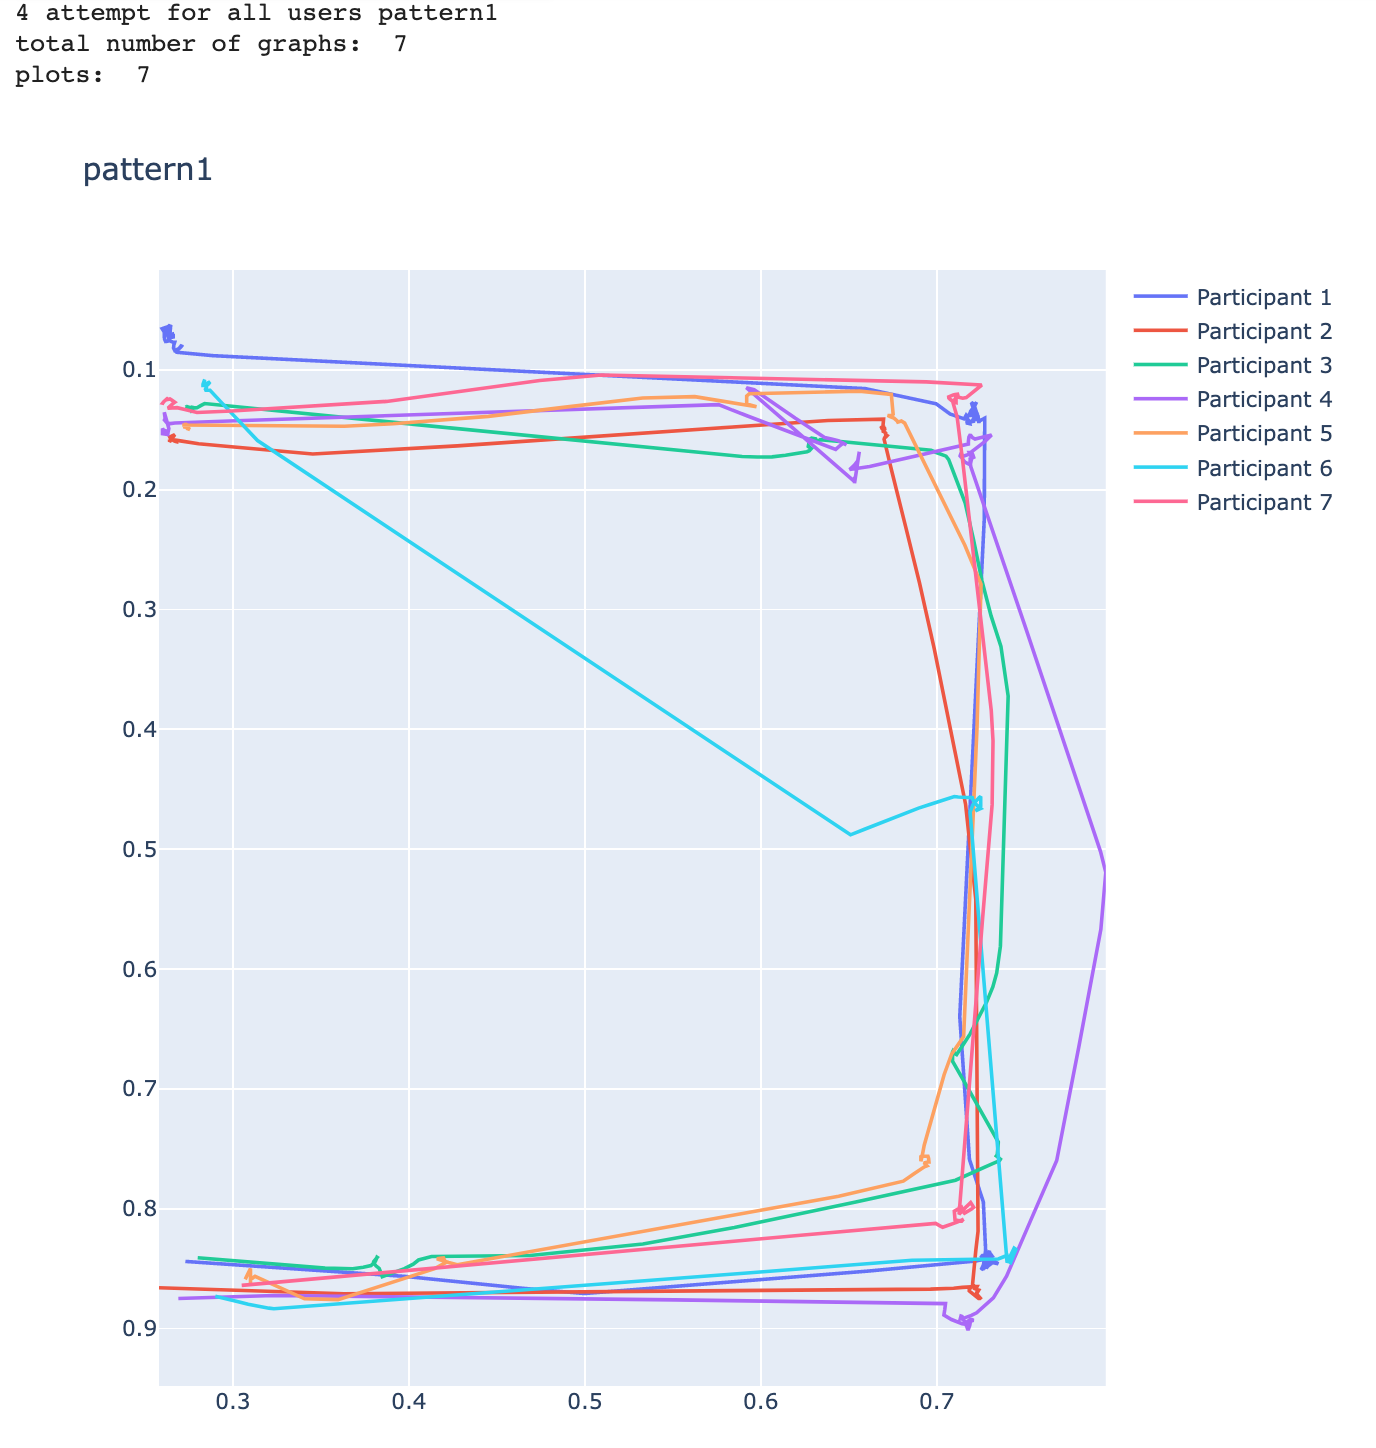 4 attempt for all users pattern1
total number of graphs:  7
plots:  7
pattern1
Participant 1
Participant 2
Participant 3
Participant 4
Participant 5
Participant 6
Participant 7
0.1
0.2
0.3
0.4
0.5
0.6
0.7
0.8
0.9
0.3 0.4 0.5 0.6 0.7